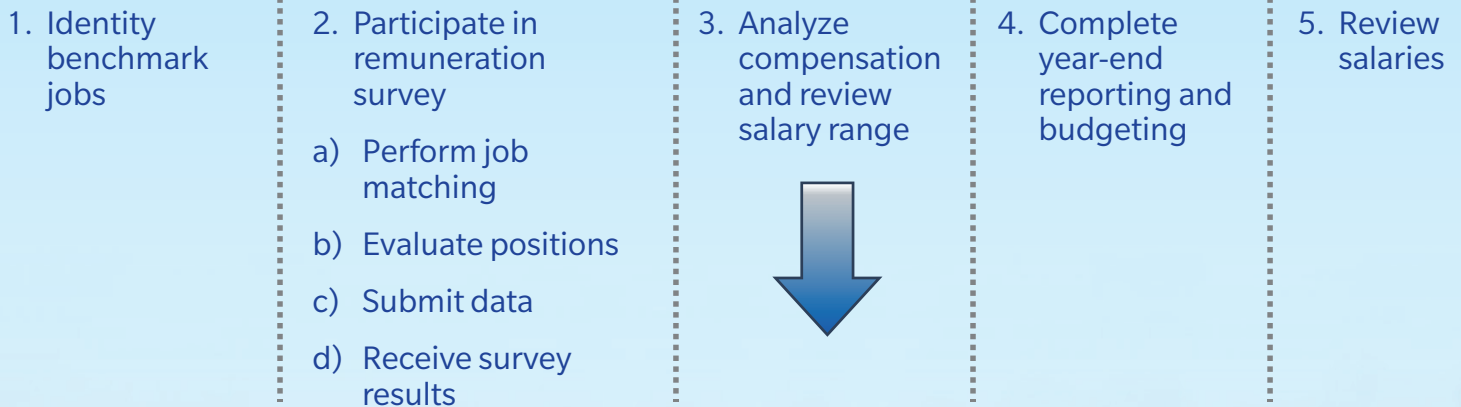 1. Identity
benchmark
jobs
2. Participate in
remuneration
survey
a) Perform job
matching
b) Evaluate positions
c) Submit data
d) Receive survey
results
3. Analyze
compensation
and review
salary range
4. Complete
year-end
reporting and
budgeting
5. Review
salaries